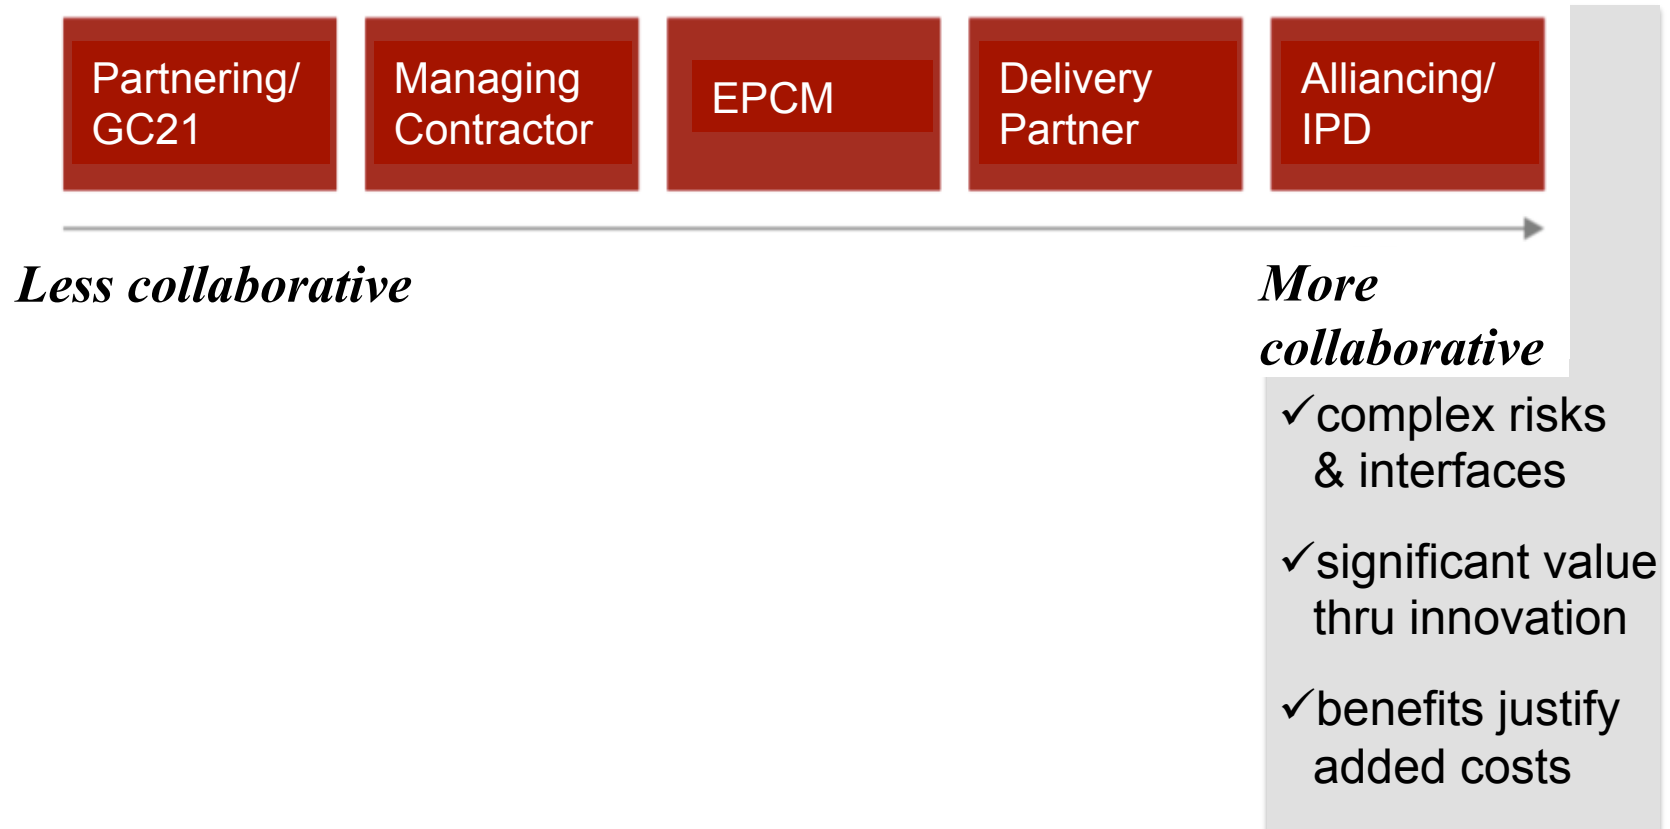 Partnering/
GC21
Managing
Contractor
EPCM
Delivery
Partner
Alliancing/
IPD
Less collaborative
More
collaborative
✓complex risks
& interfaces
✓significant value
thru innovation
✓benefits justify
added costs